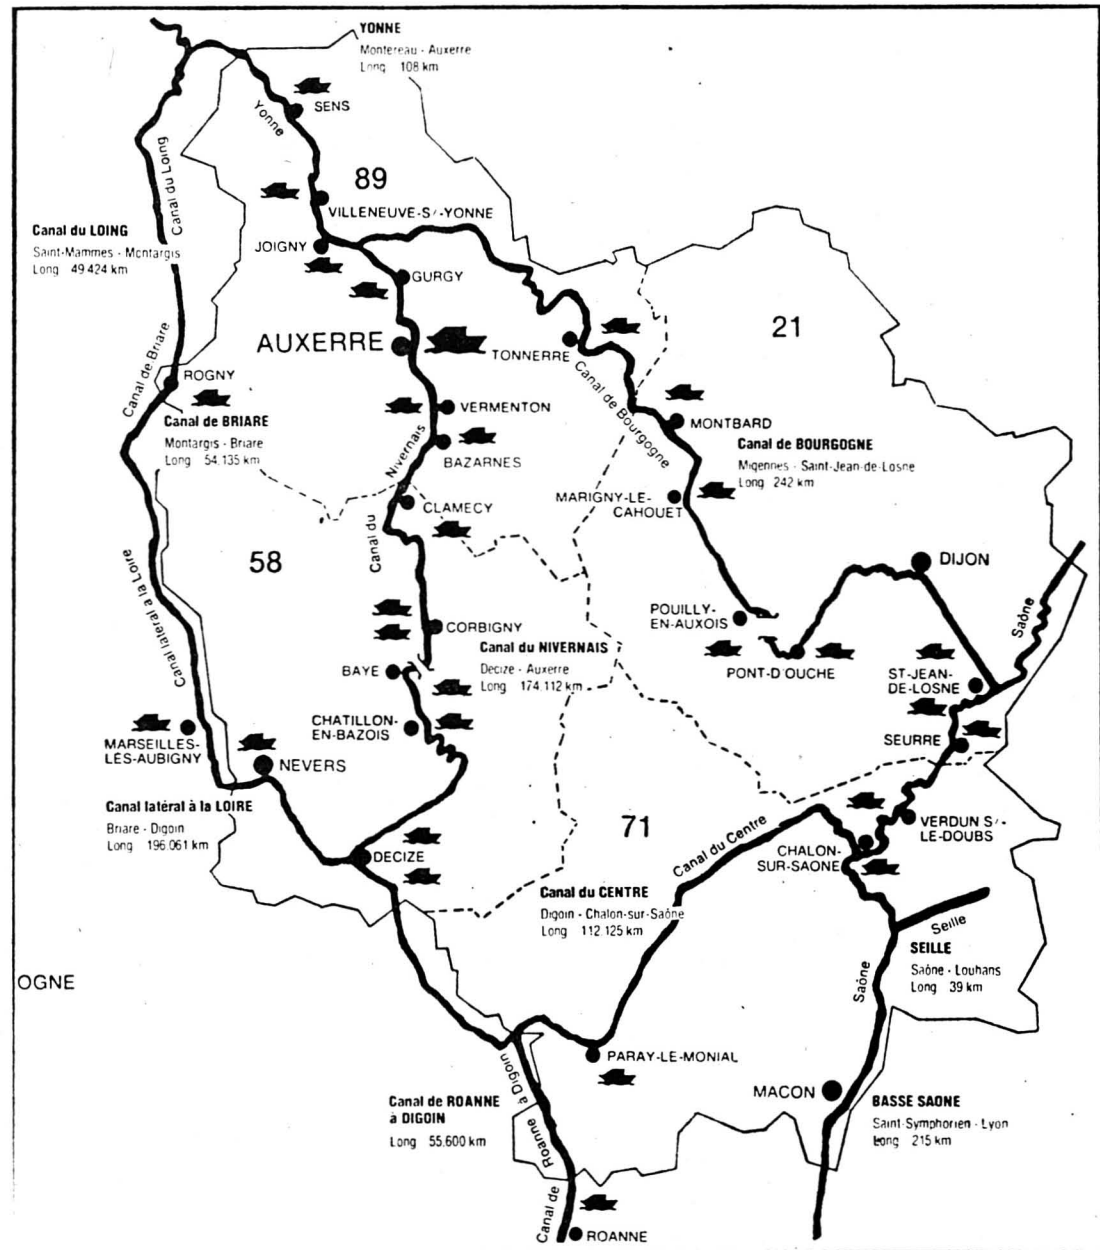 YONNE
Montereau - Auxerre
Long 108 km
SENS
Yonne
89
VILLENEUVE-S/-YONNE
Canal du Loing
Canal du LOING
Saint-Mammes - Montargis
Long 49.424 km
JOIGNY
GURGY
AUXERRE
TONNERRE
21
Canal de Briare
ROGNY
Canal de BRIARE
Montargis - Briare
Long 54.135 km
VERMENTON
BAZARNES
Canal de Bourgogne
MONTBARD
Canal de BOURGOGNE
Migennes - Saint-Jean-de-Losne
Long 242 km
Canal du Nivernais
CLAMECY
MARIGNY-LE-
CAHOUET
58
DIJON
Canal lateral a la Loire
CORBIGNY
POUILLY-
EN-AUXOIS
Saône
Canal du NIVERNAIS
Decize - Auxerre
Long 174,112 km
BAYE
PONT-D'OUCHE
ST-JEAN-
DE-LOSNE
CHATILLON-
EN-BAZOIS
MARSEILLES-
LÈS-AUBIGNY
NEVERS
SEURRE
Canal latéral à la LOIRE
Briare - Digoin
Long 196.061 km
71
Canal du Centre
VERDUN S/-
LE-DOUBS
DECIZE
CHALON-
SUR-SAONE
Canal du CENTRE
Digoin - Chalon-sur-Saône
Long 112.125 km
Seille
SEILLE
Saône - Louhans
Long 39 km
OGNE
Saône
PARAY-LE-MONIAL
MACON
Canal de ROANNE
à DIGOIN
Long 55,600 km
BASSE SAONE
Saint-Symphorien - Lyon
Long 215 km
Canal de Roanne à Digoin
ROANNE